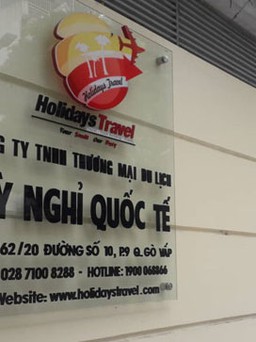 Holidays Travel
Holidays Travel
Your Smile Our Duty
G TY TNHH THƯƠNG MẠI DU LỊCH
Ỳ NGHỈ QUỐC TẾ
62/20 ĐƯỜNG SỐ 10, P.9 Q.GÒ VẤP
028 7100 8288 - HOTLINE: 1900 068866
Website: www.holidaystravel.com